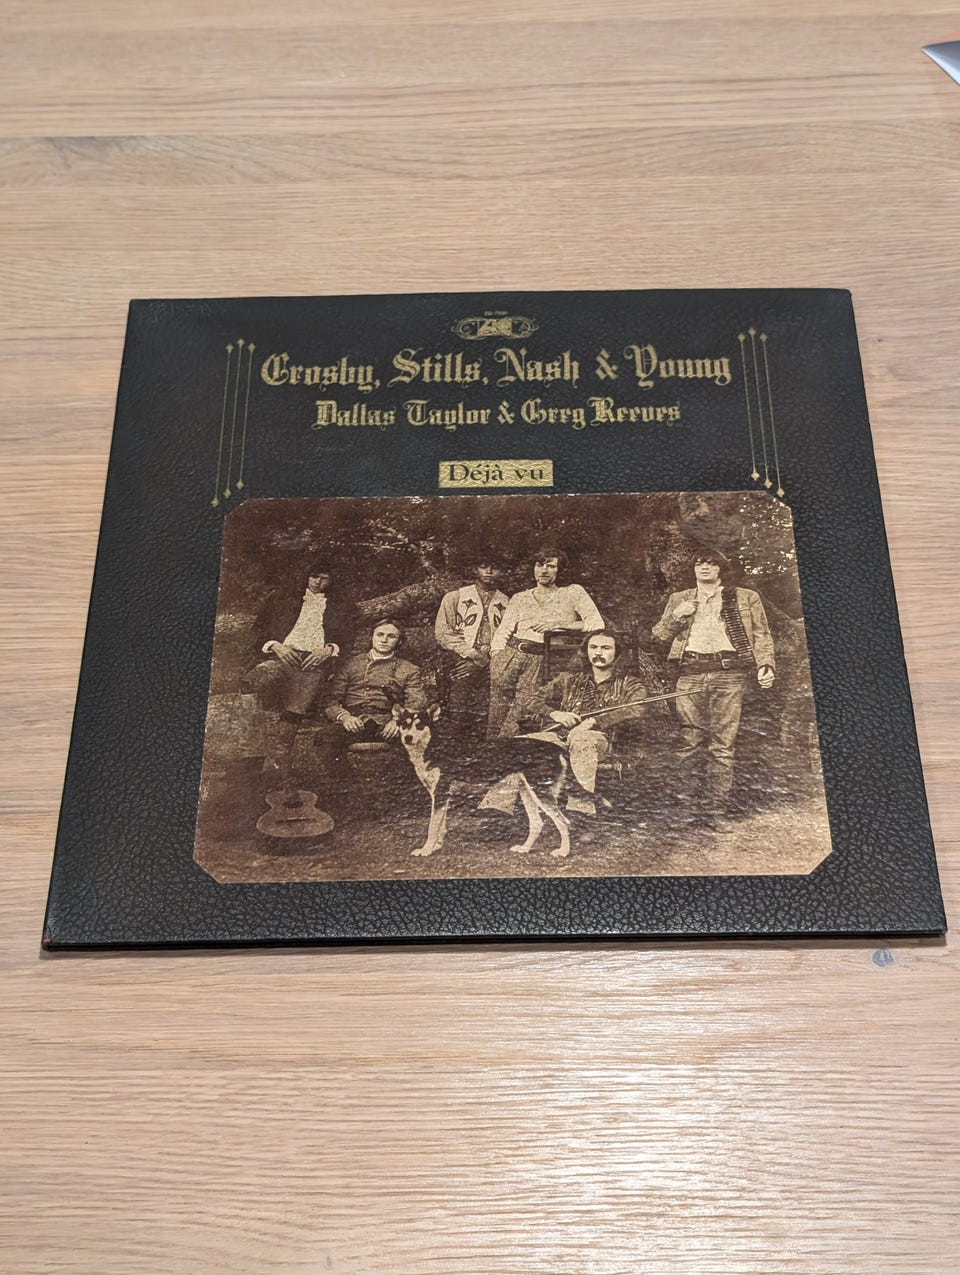 Crosby, Stills, Nash & Young
Dallas Taylor & Greg Reeves
Déjà vu